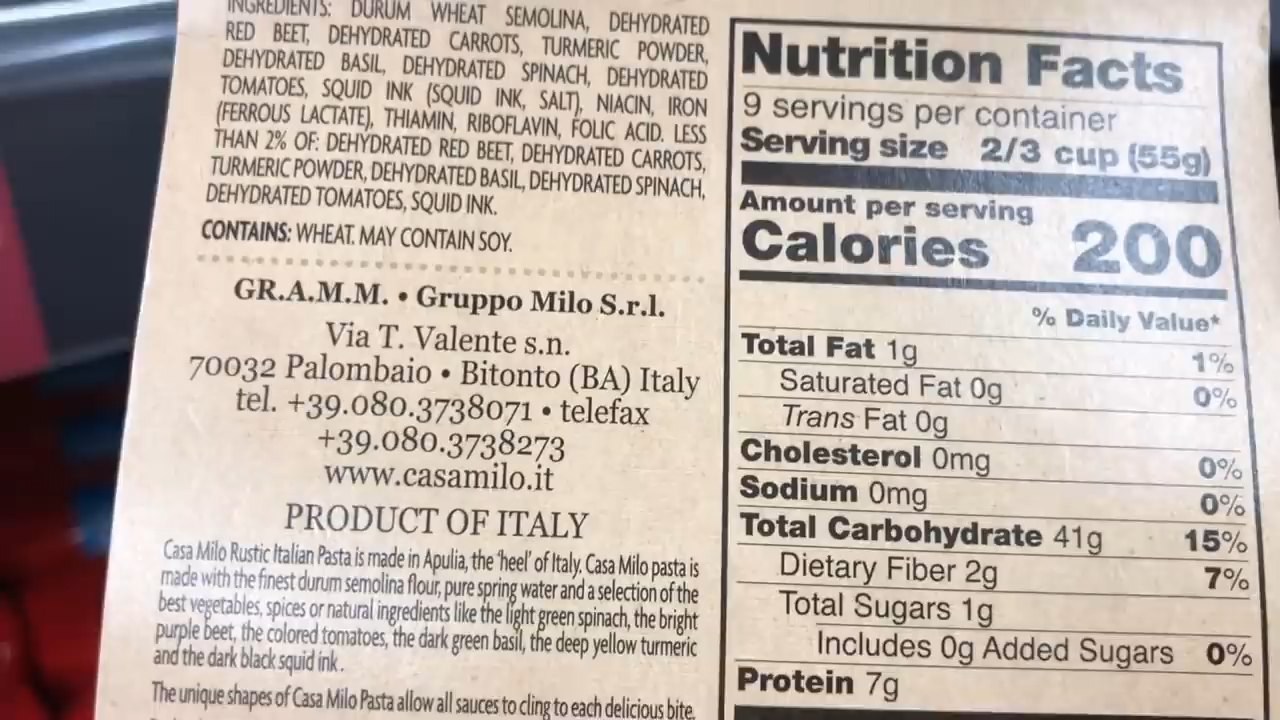 INGREDIENTS: DURUM WHEAT SEMOLINA, DEHYDRATED
RED BEET, DEHYDRATED CARROTS, TURMERIC POWDER,
DEHYDRATED BASIL, DEHYDRATED SPINACH, DEHYDRATED
TOMATOES, SQUID INK (SQUID INK, SALT), NIACIN, IRON
(FERROUS LACTATE), THIAMIN, RIBOFLAVIN, FOLIC ACID. LESS
THAN 2% OF: DEHYDRATED RED BEET, DEHYDRATED CARROTS,
TURMERIC POWDER, DEHYDRATED BASIL, DEHYDRATED SPINACH,
DEHYDRATED TOMATOES, SQUID INK.
CONTAINS: WHEAT. MAY CONTAIN SOY.
GR.A.M.M. • Gruppo Milo S.r.l.
Via T. Valente s.n.
70032 Palombaio • Bitonto (BA) Italy
tel. +39.080.3738071 • telefax
+39.080.3738273
www.casamilo.it
PRODUCT OF ITALY
Casa Milo Rustic Italian Pasta is made in Apulia, the 'heel' of Italy. Casa Milo pasta is
made with the finest durum semolina flour, pure spring water and a selection of the
best vegetables, spices or natural ingredients like the light green spinach, the bright
purple beet, the colored tomatoes, the dark green basil, the deep yellow turmeric
and the dark black squid ink.
The unique shapes of Casa Milo Pasta allow all sauces to cling to each delicious bite.
Nutrition Facts
9 servings per container
Serving size 2/3 cup (55g)
Amount per serving
Calories 200
% Daily Value*
Total Fat 1g 1%
Saturated Fat 0g 0%
Trans Fat 0g
Cholesterol 0mg 0%
Sodium 0mg 0%
Total Carbohydrate 41g 15%
Dietary Fiber 2g 7%
Total Sugars 1g
Includes 0g Added Sugars 0%
Protein 7g